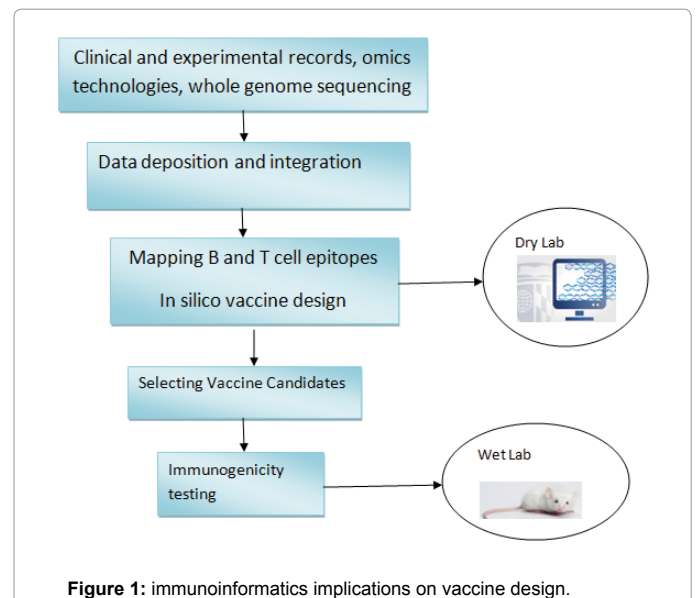 Clinical and experimental records, omics
technologies, whole genome sequencing
Data deposition and integration
Mapping B and T cell epitopes
In silico vaccine design
Dry Lab
Selecting Vaccine Candidates
Immunogenicity
testing
Wet Lab
Figure 1: immunoinformatics implications on vaccine design.